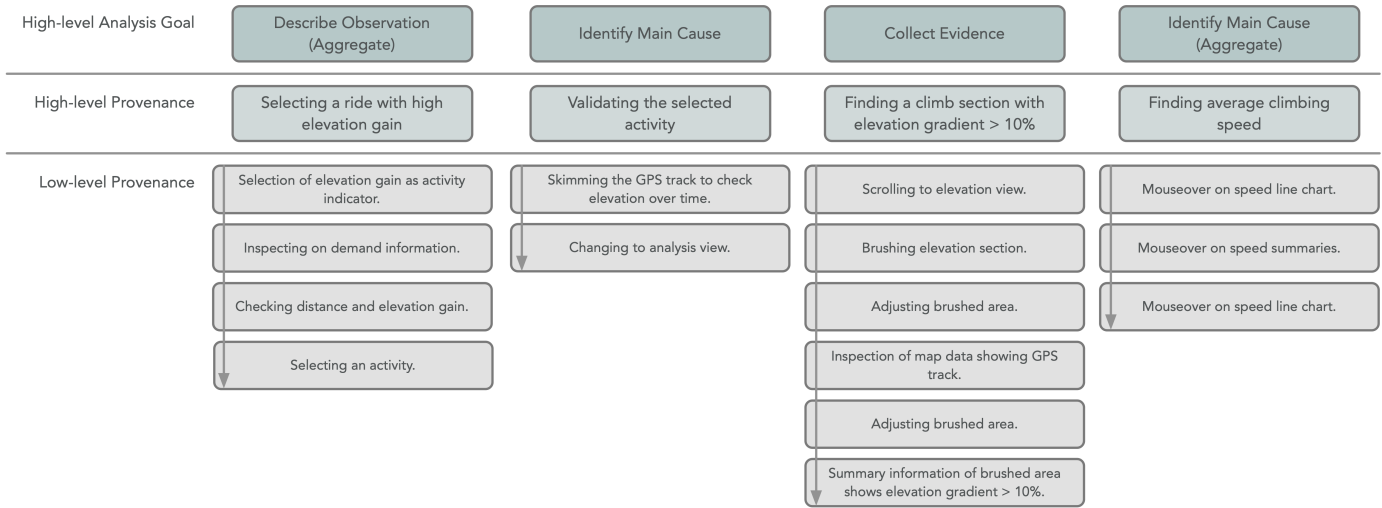 High-level Analysis Goal
Describe Observation
(Aggregate)
Identify Main Cause
Collect Evidence
Identify Main Cause
(Aggregate)
High-level Provenance
Selecting a ride with high
elevation gain
Validating the selected
activity
Finding a climb section with
elevation gradient > 10%
Finding average climbing
speed
Low-level Provenance
Selection of elevation gain as activity
indicator.
Inspecting on demand information.
Checking distance and elevation gain.
Selecting an activity.
Skimming the GPS track to check
elevation over time.
Changing to analysis view.
Scrolling to elevation view.
Brushing elevation section.
Adjusting brushed area.
Inspection of map data showing GPS
track.
Adjusting brushed area.
Summary information of brushed area
shows elevation gradient > 10%.
Mouseover on speed line chart.
Mouseover on speed summaries.
Mouseover on speed line chart.